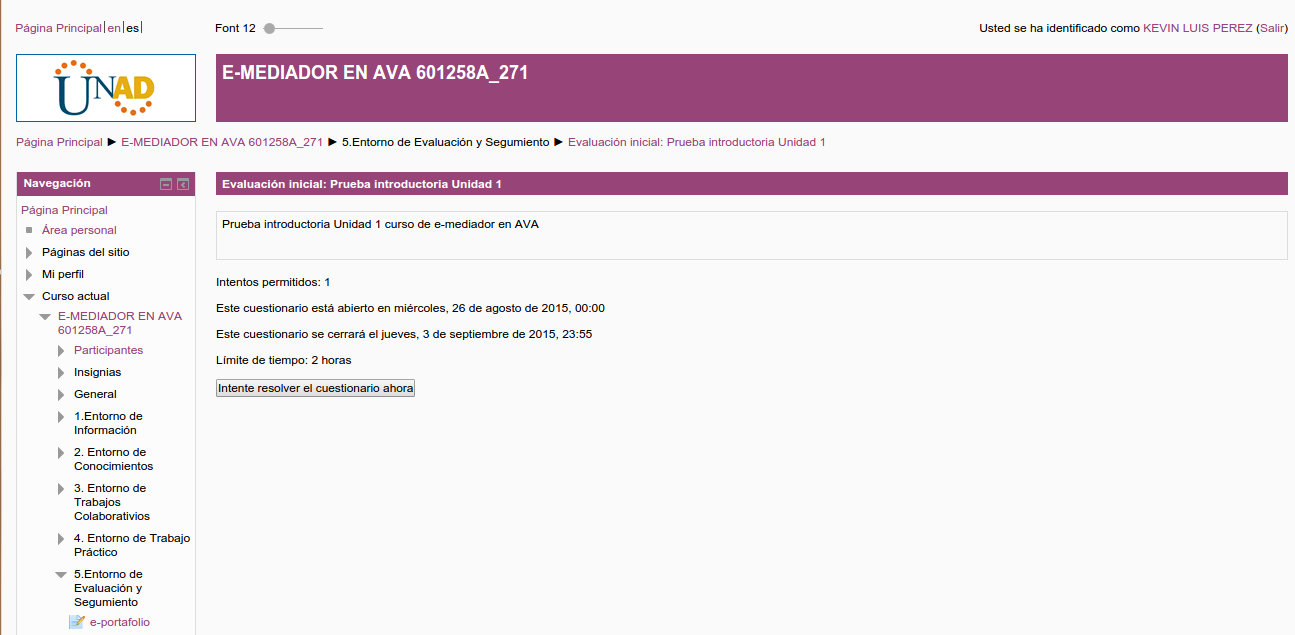 Página Principal en es Font 12 Usted se ha identificado como KEVIN LUIS PEREZ (Salir)
UNAD
E-MEDIADOR EN AVA 601258A_271
Página Principal ► E-MEDIADOR EN AVA 601258A_271 ► 5.Entorno de Evaluación y Segumiento ► Evaluación inicial: Prueba introductoria Unidad 1
Navegación
Página Principal
Área personal
Páginas del sitio
Mi perfil
Curso actual
E-MEDIADOR EN AVA
601258A_271
Participantes
Insignias
General
1.Entorno de
Información
2. Entorno de
Conocimientos
3. Entorno de
Trabajos
Colaborativios
4. Entorno de Trabajo
Práctico
5.Entorno de
Evaluación y
Segumiento
e-portafolio
Evaluación inicial: Prueba introductoria Unidad 1
Prueba introductoria Unidad 1 curso de e-mediador en AVA
Intentos permitidos: 1
Este cuestionario está abierto en miércoles, 26 de agosto de 2015, 00:00
Este cuestionario se cerrará el jueves, 3 de septiembre de 2015, 23:55
Límite de tiempo: 2 horas
Intente resolver el cuestionario ahora